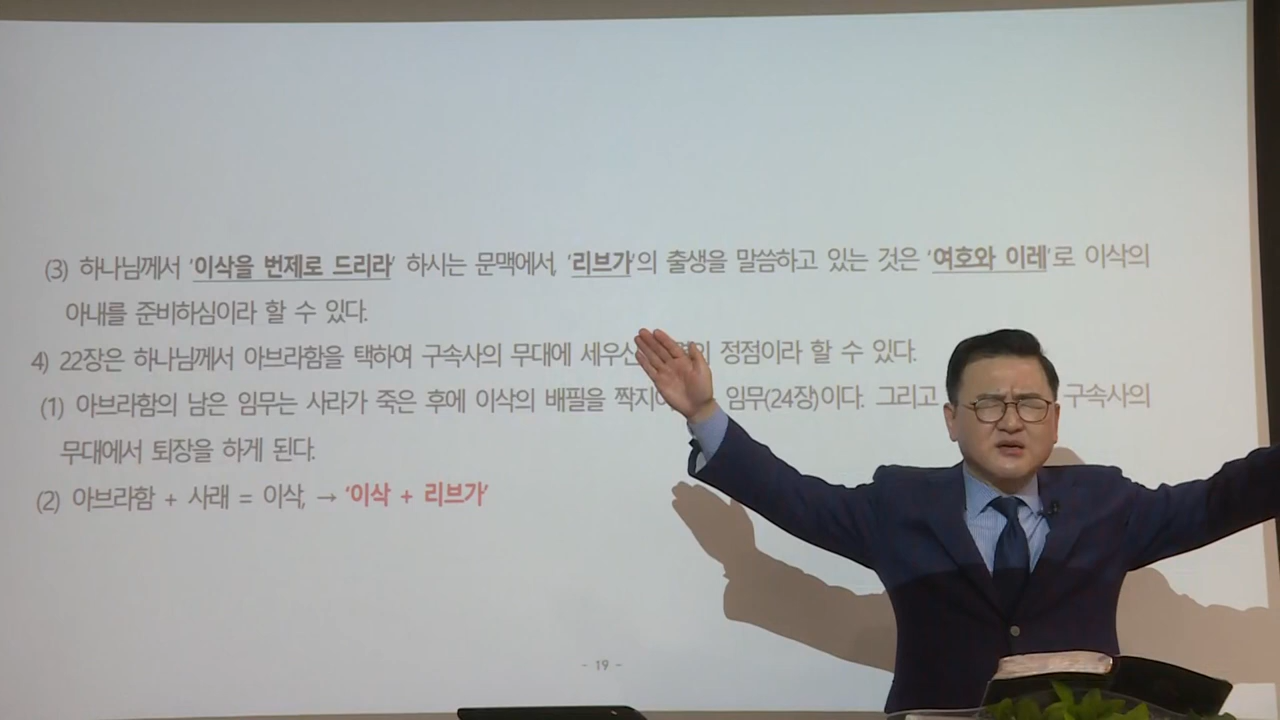 (3) 하나님께서 '이삭을 번제로 드리라' 하시는 문맥에서, '리브가'의 출생을 말씀하고 있는 것은 '여호와 이레'로 이삭의
아내를 준비하심이라 할 수 있다.
4) 22장은 하나님께서 아브라함을 택하여 구속사의 무대에 정점이라 할 수 있다.
(1) 아브라함의 남은 임무는 사라가 죽은 후에 이삭의 배필을 임무(24장)이다. 그리고 구속사의
무대에서 퇴장을 하게 된다.
(2) 아브라함 + 사래 = 이삭, → '이삭 + 리브가'
- 19 -